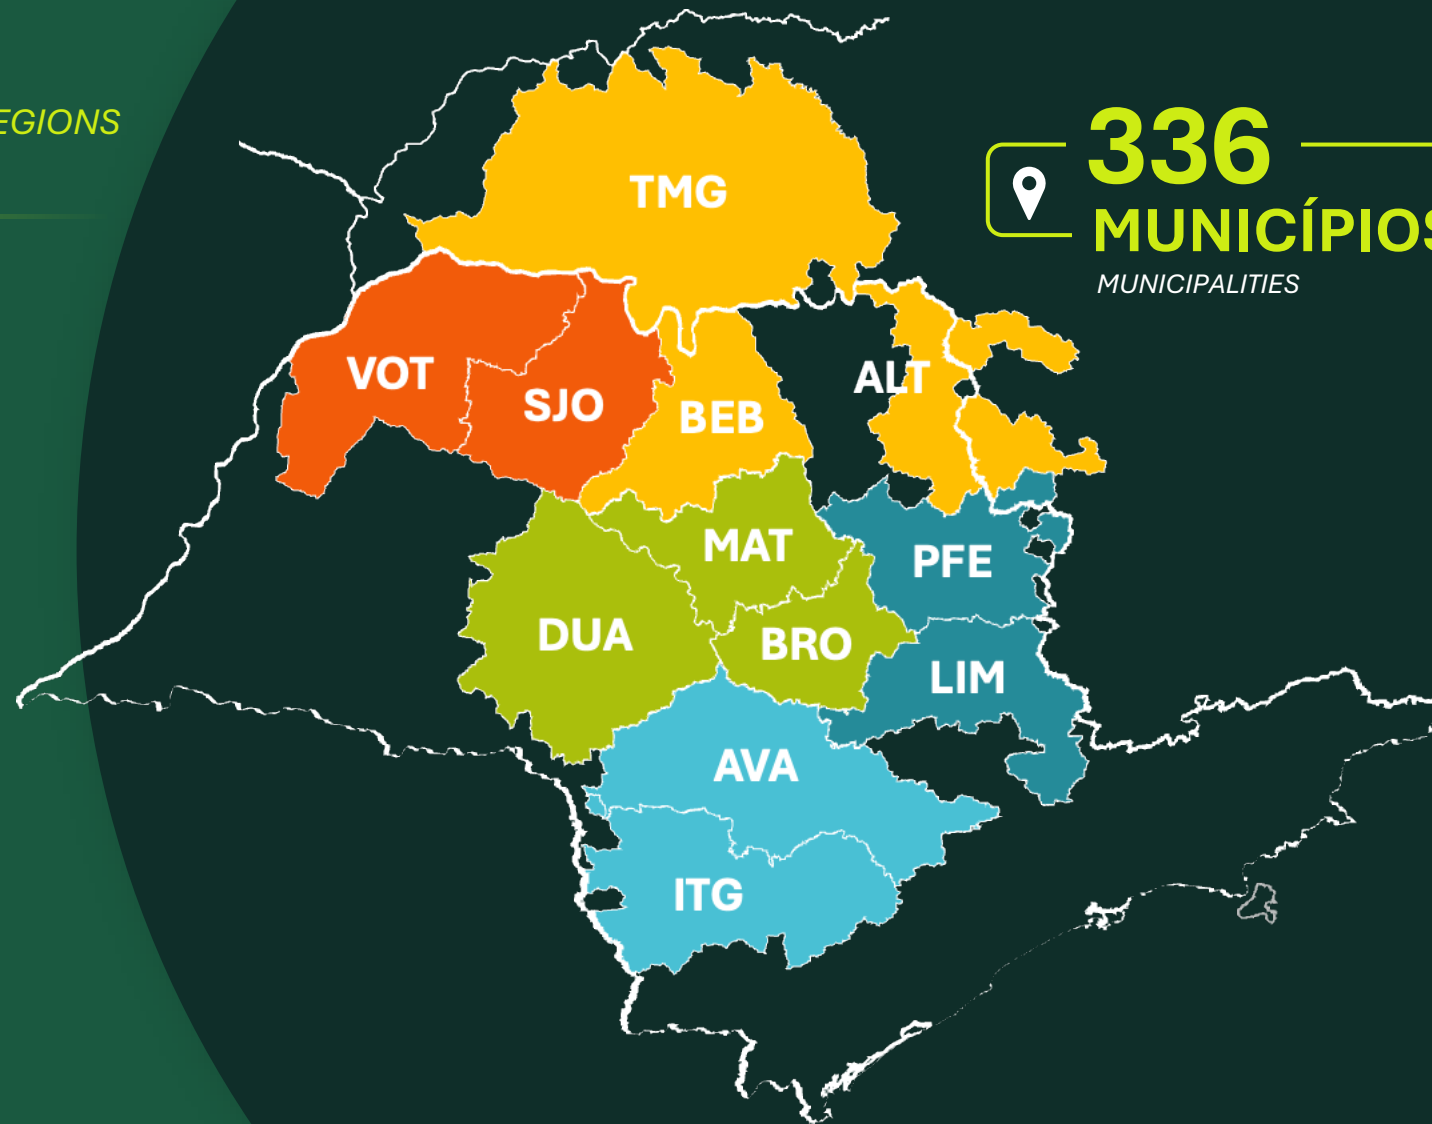 EGIONS
336
MUNICÍPIOS
MUNICIPALITIES
TMG
VOT
SJO
BEB
ALT
MAT
PFE
DUA
BRO
LIM
AVA
ITG